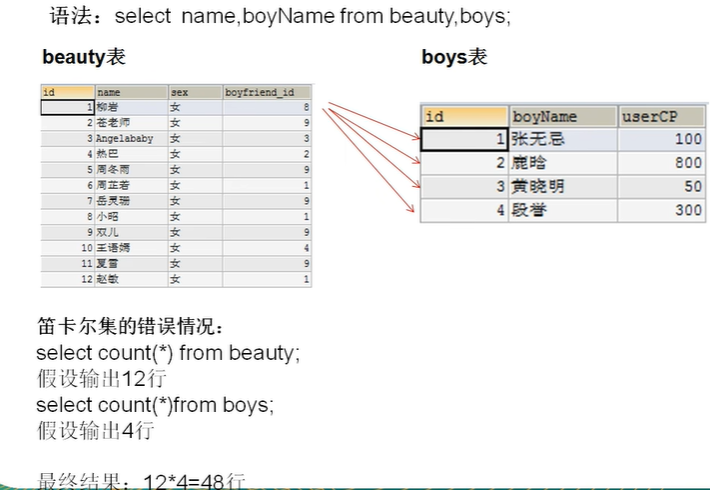 语法：select name,boyName from beauty,boys;
beauty表
boys表
id name sex boyfriend_id
1 柳岩 女 8
2 苍老师 女 9
3 Angelababy 女 3
4 热巴 女 2
5 周冬雨 女 9
6 周芷若 女 1
7 岳灵珊 女 9
8 小昭 女 1
9 双儿 女 9
10 王语嫣 女 4
11 夏雪 女 9
12 赵敏 女 1
id boyName userCP
1 张无忌 100
2 鹿晗 800
3 黄晓明 50
4 段誉 300
笛卡尔集的错误情况：
select count(*) from beauty;
假设输出12行
select count(*)from boys;
假设输出4行
最终结果：12*4=48行